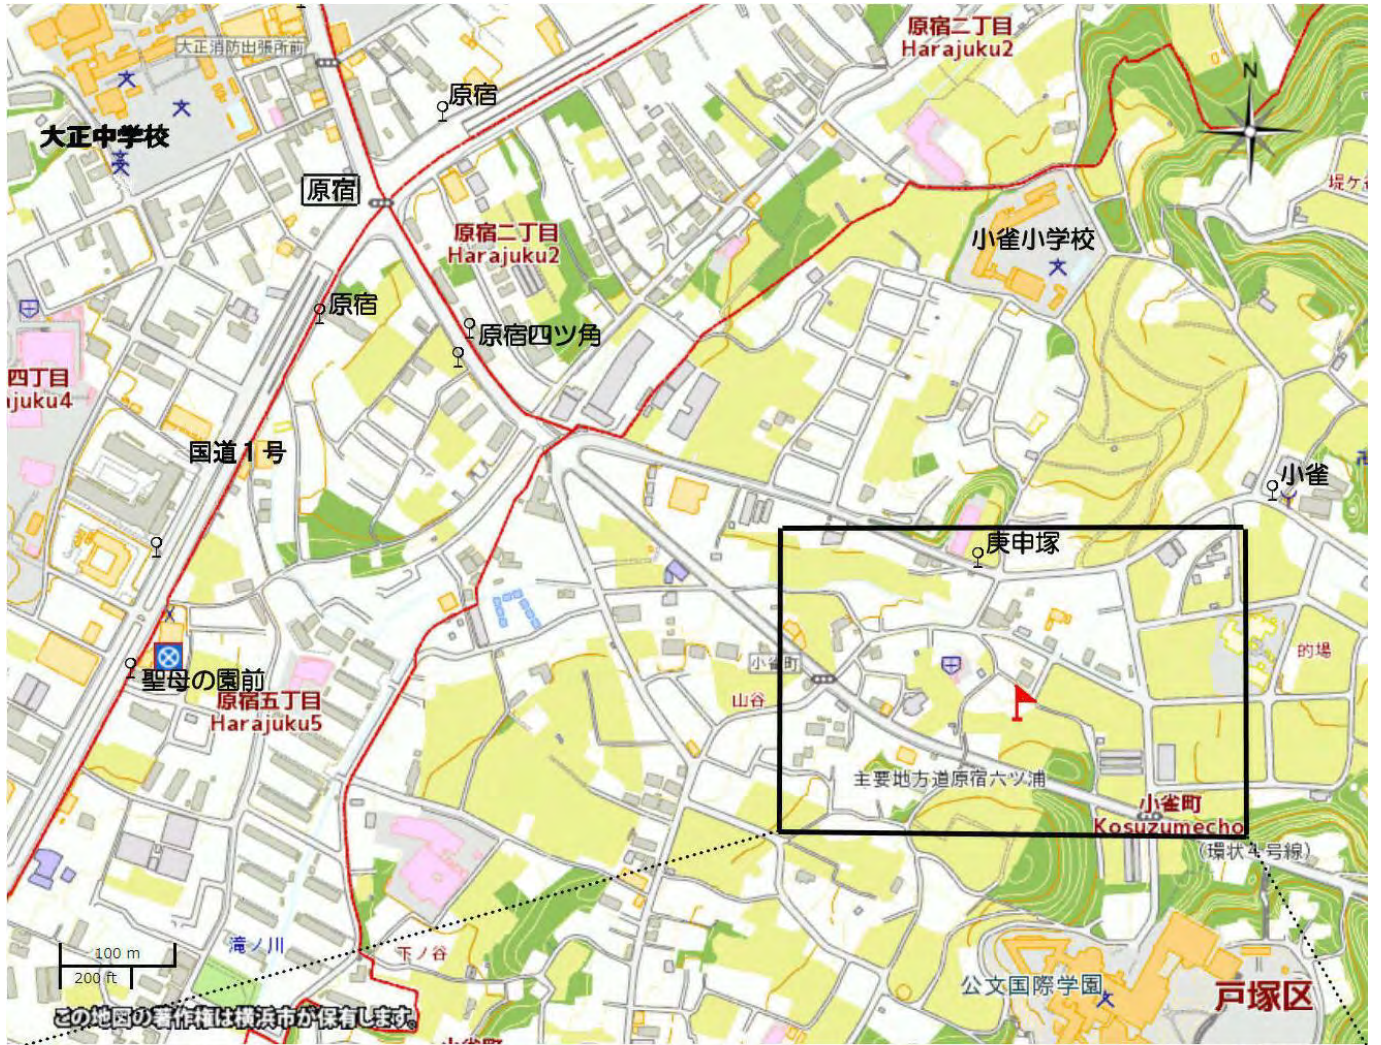 原宿二丁目
Harajuku2
大正消防出張所前
N
原宿
大正中学校
堤ケ
原宿
原宿二丁目
Harajuku2
小雀小学校
原宿
原宿四ツ角
四丁目
ajuku4
国道1号
小雀
庚申塚
的場
小雀町
聖母の園前
山谷
原宿五丁目
Harajuku5
主要地方道原宿六ツ浦
小雀町
Kosuzumecho
(環状4号線)
100 m
滝ノ川
下ノ谷
200 ft
公文国際学園
戸塚区
この地図の著作権は横浜市が保有します。
小雀町